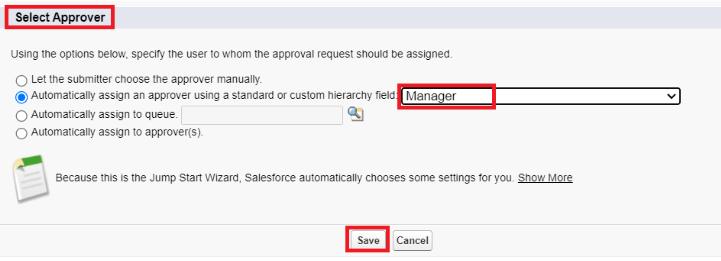 Select Approver
Using the options below, specify the user to whom the approval request should be assigned.
Let the submitter choose the approver manually.
Automatically assign an approver using a standard or custom hierarchy field: Manager
Automatically assign to queue.
Automatically assign to approver(s).
Because this is the Jump Start Wizard, Salesforce automatically chooses some settings for you. Show More
Save Cancel